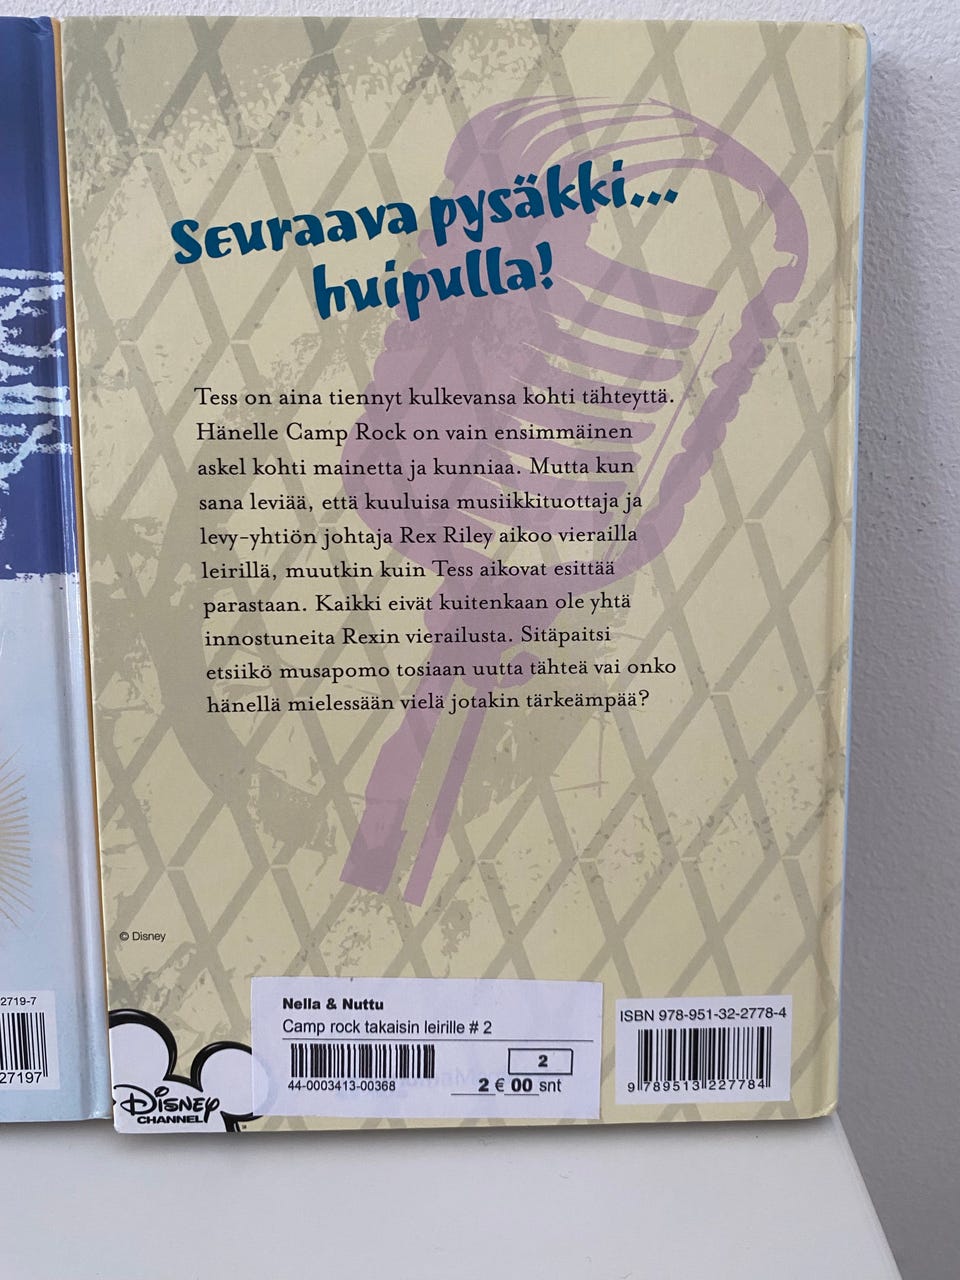 Seuraava pysäkki...
huipulla!
Tess on aina tiennyt kulkevansa kohti tähteyttä.
Hänelle Camp Rock on vain ensimmäinen
askel kohti mainetta ja kunniaa. Mutta kun
sana leviää, että kuuluisa musiikkituottaja ja
levy-yhtiön johtaja Rex Riley aikoo vierailla
leirillä, muutkin kuin Tess aikovat esittää
parastaan. Kaikki eivät kuitenkaan ole yhtä
innostuneita Rexin vierailusta. Sitäpaitsi
etsiikö musapomo tosiaan uutta tähteä vai onko
hänellä mielessään vielä jotakin tärkeämpää?
© Disney
2719-7
27197
Nella & Nuttu
Camp rock takaisin leirille # 2
2
44-0003413-00368
2 € 00 snt
ISBN 978-951-32-2778-4
9 789513 227784
Disney
CHANNEL